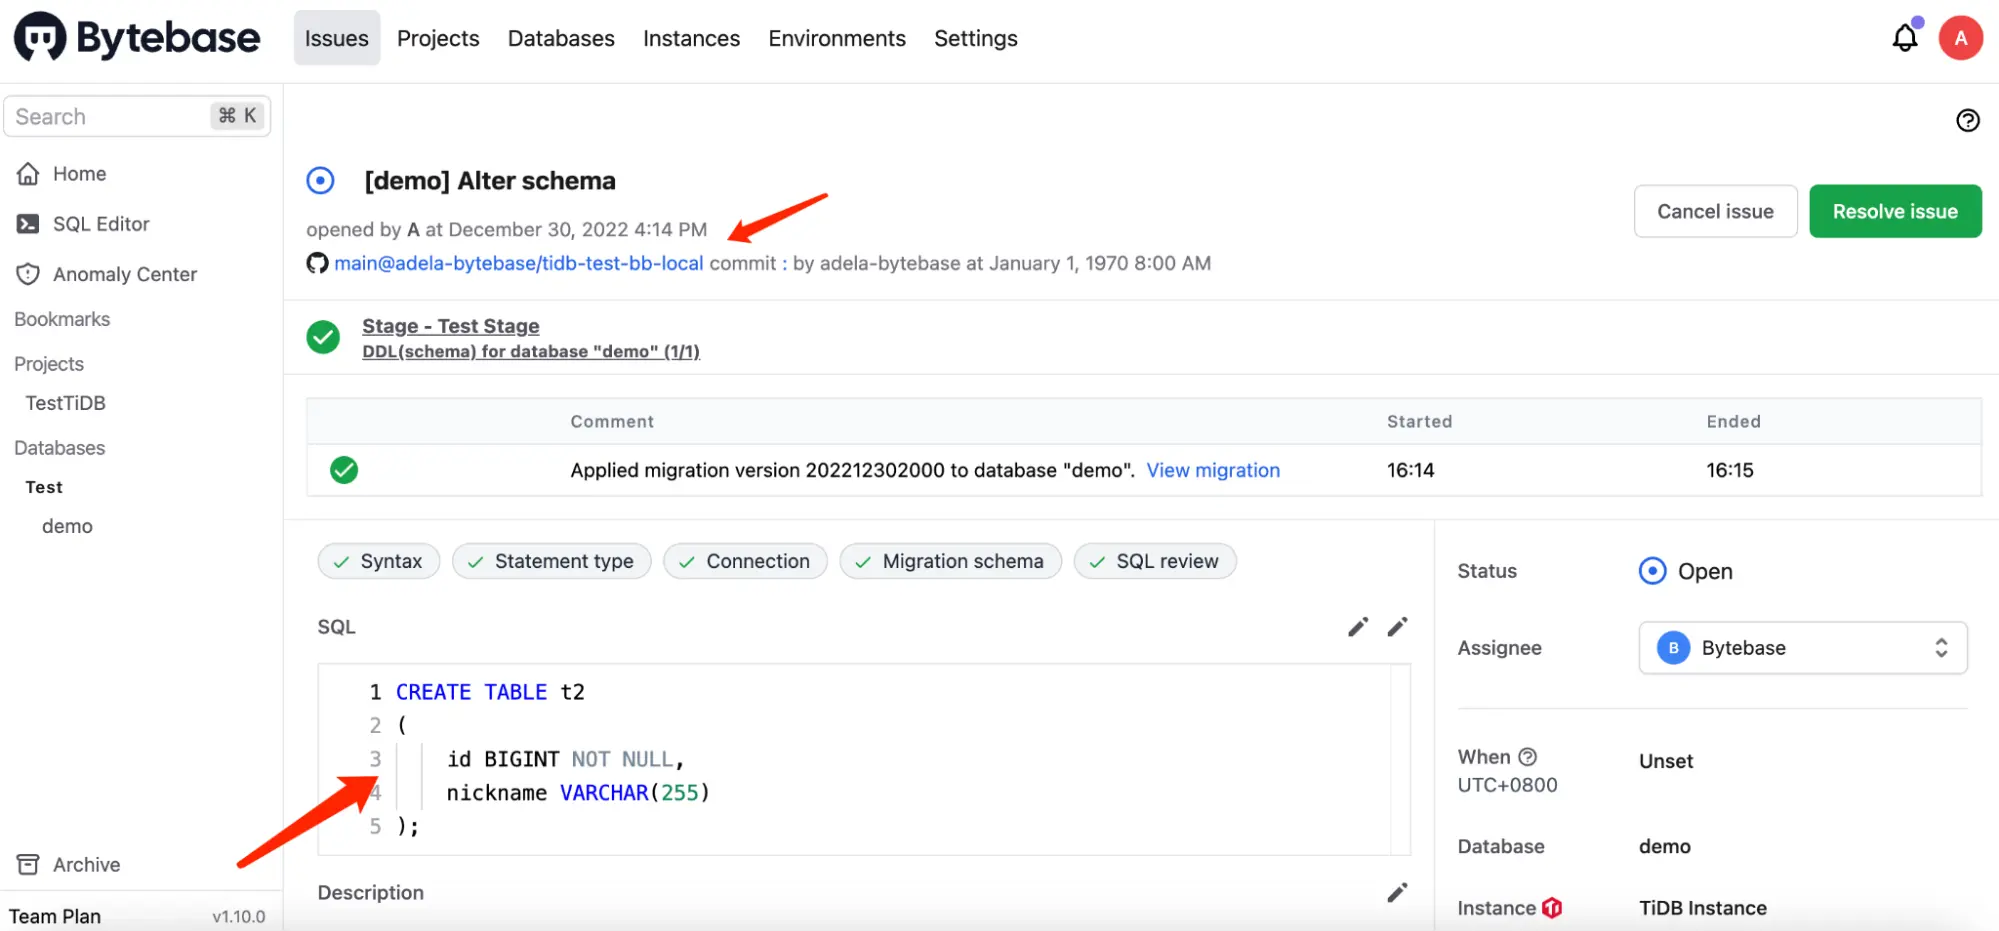 Bytebase
Issues Projects Databases Instances Environments Settings
A
Search ⌘ K
Home
SQL Editor
Anomaly Center
Bookmarks
Projects
TestTiDB
Databases
Test
demo
Archive
Team Plan v1.10.0
[demo] Alter schema
opened by A at December 30, 2022 4:14 PM
main@adela-bytebase/tidb-test-bb-local commit : by adela-bytebase at January 1, 1970 8:00 AM
Cancel issue
Resolve issue
Stage - Test Stage
DDL(schema) for database "demo" (1/1)
Comment Started Ended
Applied migration version 202212302000 to database "demo". View migration 16:14 16:15
Syntax Statement type Connection Migration schema SQL review
SQL
1 CREATE TABLE t2
2 (
3 id BIGINT NOT NULL,
4 nickname VARCHAR(255)
5 );
Description
Status Open
Assignee B Bytebase
When Unset
UTC+0800
Database demo
Instance TiDB Instance